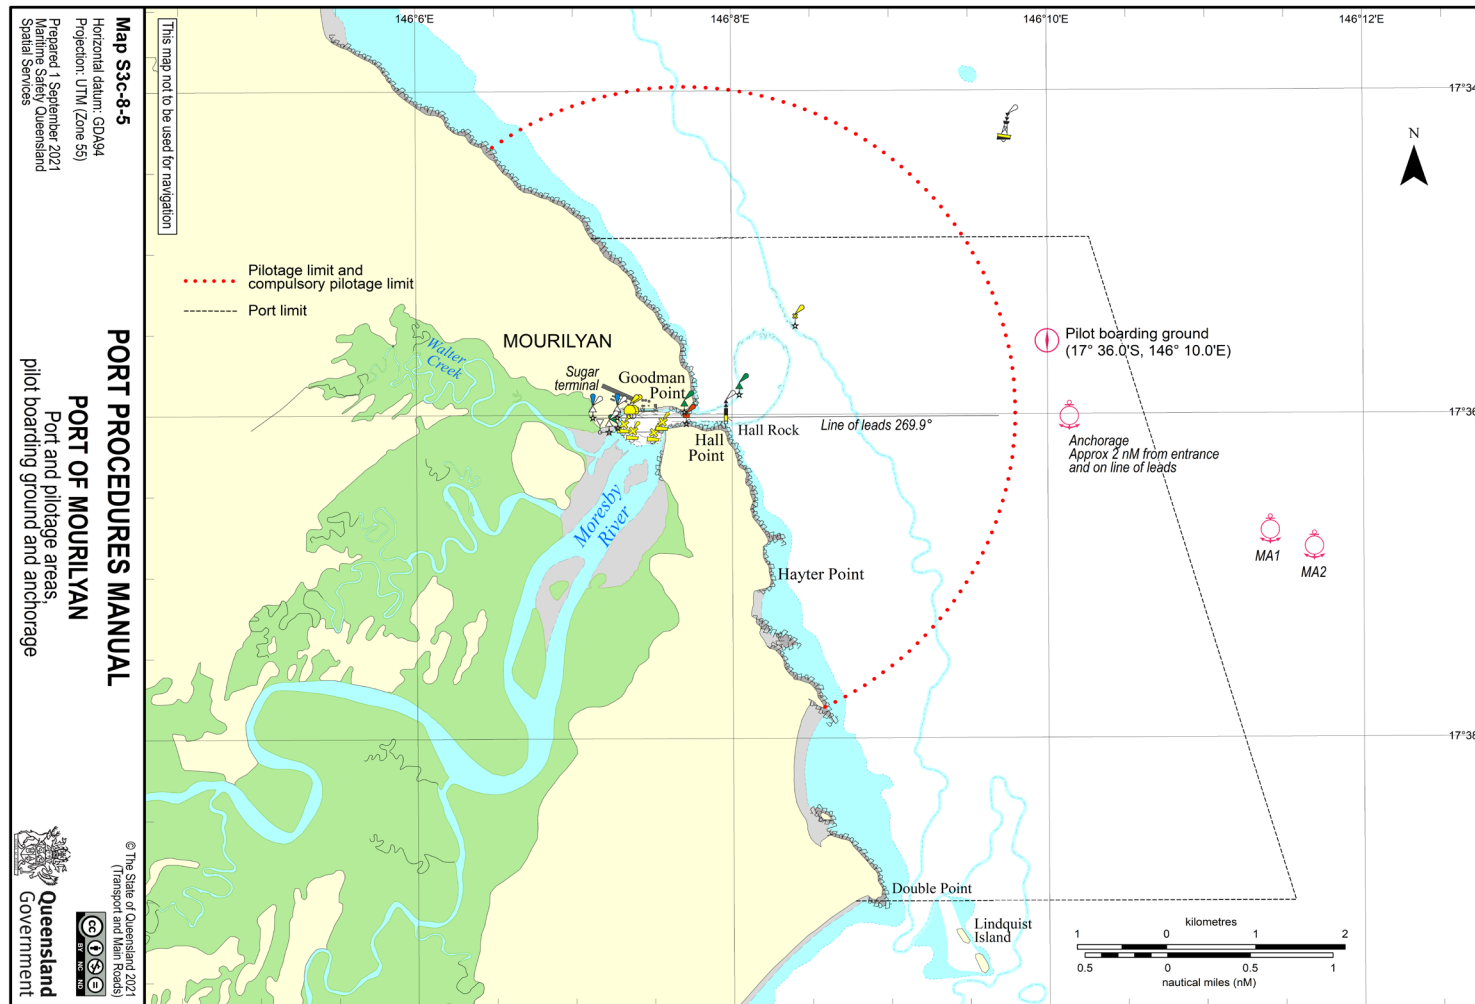 146°6'E
146°8'E
146°10'E
146°12'E
17°34
17°36
17°38
N
This map not to be used for navigation
Map S3c-8-5
Horizontal datum: GDA94
Projection: UTM (Zone 55)
Prepared 1 September 2021
Maritime Safety Queensland
Spatial Services
Pilotage limit and
compulsory pilotage limit
Port limit
PORT PROCEDURES MANUAL
PORT OF MOURILYAN
Port and pilotage areas,
pilot boarding ground and anchorage
© The State of Queensland 2021
(Transport and Main Roads)
cc
BY NC ND
Queensland
Government
MOURILYAN
Walter
Creek
Sugar
terminal
Goodman
Point
Hall Rock
Hall
Point
Line of leads 269.9°
Moresby
River
Hayter Point
Pilot boarding ground
(17° 36.0'S, 146° 10.0'E)
Anchorage
Approx 2 nM from entrance
and on line of leads
MA1
MA2
Double Point
Lindquist
Island
kilometres
1 0 1 2
0.5 0 0.5 1
nautical miles (nM)